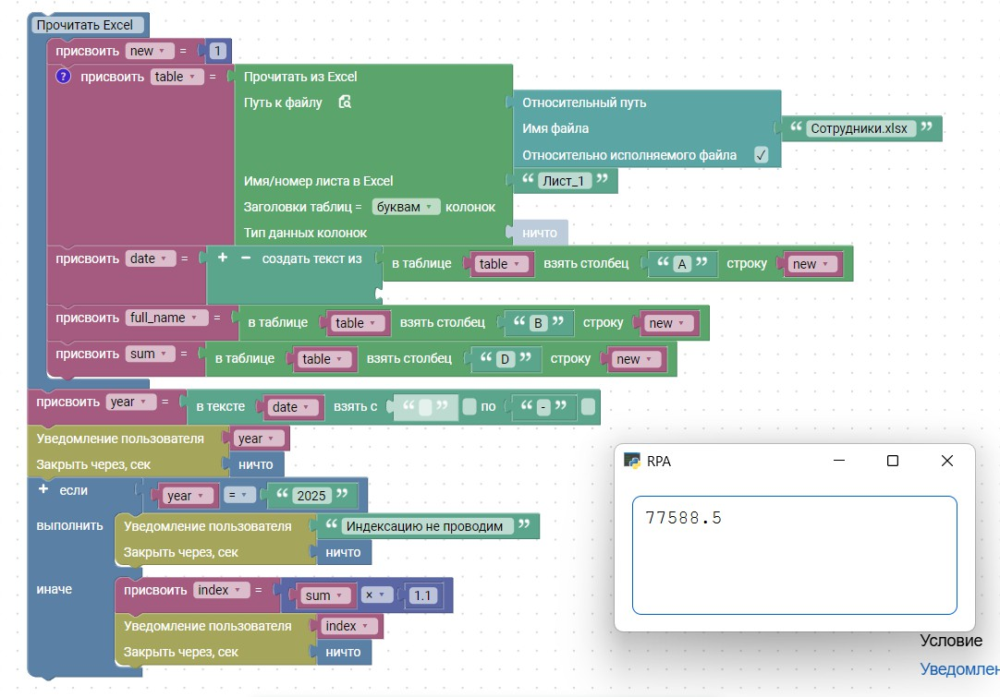 Прочитать Excel
присвоить new = 1
? присвоить table = Прочитать из Excel
Путь к файлу Относительный путь
Имя файла “ Сотрудники.xlsx ”
Относительно исполняемого файла ✓
Имя/номер листа в Excel “ Лист_1 ”
Заголовки таблиц = буквам колонок
Тип данных колонок ничто
присвоить date = + − создать текст из в таблице table взять столбец “ A ” строку new
присвоить full_name = в таблице table взять столбец “ B ” строку new
присвоить sum = в таблице table взять столбец “ D ” строку new
присвоить year = в тексте date взять с “ ” по “ - ”
Уведомление пользователя year
Закрыть через, сек ничто
+ если year = “ 2025 ”
выполнить Уведомление пользователя “ Индексацию не проводим ”
Закрыть через, сек ничто
иначе присвоить index = sum × 1.1
Уведомление пользователя index
Закрыть через, сек ничто
RPA
77588.5
Условие
Уведомлен